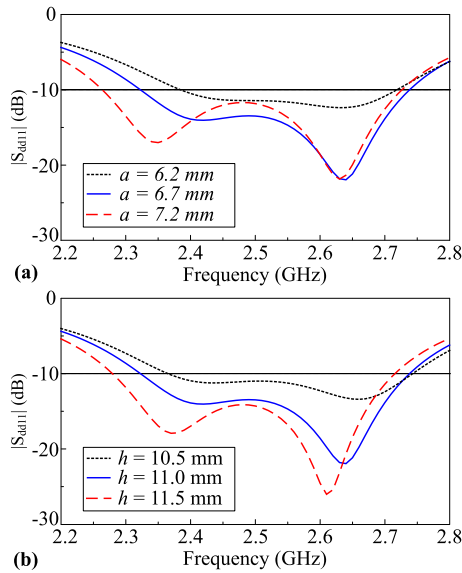 0
-10
-20
-30
|Sdd11| (dB)
a = 6.2 mm
a = 6.7 mm
a = 7.2 mm
2.2 2.3 2.4 2.5 2.6 2.7 2.8
Frequency (GHz)
(a)
0
-10
-20
-30
|Sdd11| (dB)
h = 10.5 mm
h = 11.0 mm
h = 11.5 mm
2.2 2.3 2.4 2.5 2.6 2.7 2.8
Frequency (GHz)
(b)